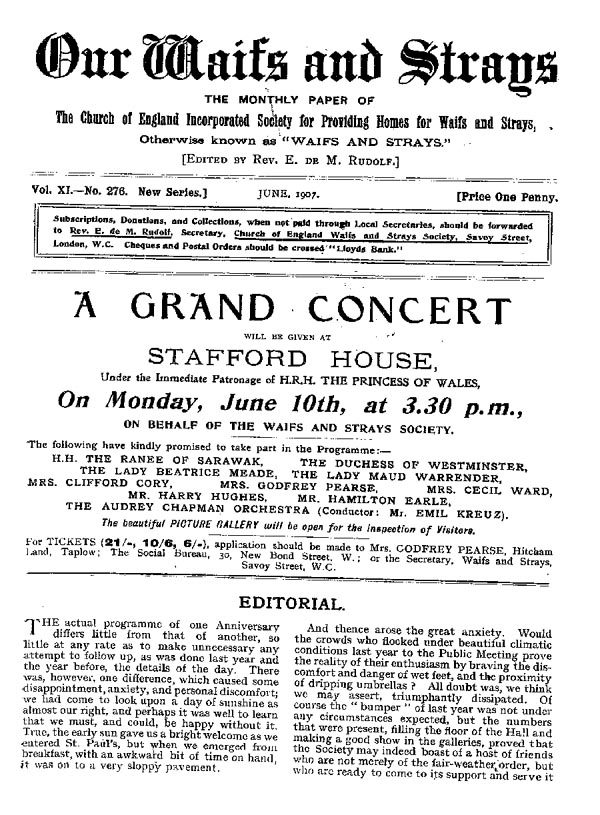 Our Waifs and Strays
THE MONTHLY PAPER OF
The Church of England Incorporated Society for Providing Homes for Waifs and Strays,
Otherwise known as "WAIFS AND STRAYS."
[EDITED BY REV. E. DE M. RUDOLF.]
Vol. XI.—No. 276. New Series.] JUNE, 1907. [Price One Penny.
Subscriptions, Donations, and Collections, when not paid through Local Secretaries, should be forwarded
to Rev. E. de M. Rudolf, Secretary, Church of England Waifs and Strays Society, Savoy Street,
London, W.C. Cheques and Postal Orders should be crossed "Lloyds Bank."
A GRAND CONCERT
WILL BE GIVEN AT
STAFFORD HOUSE,
Under the Immediate Patronage of H.R.H. THE PRINCESS OF WALES,
On Monday, June 10th, at 3.30 p.m.,
ON BEHALF OF THE WAIFS AND STRAYS SOCIETY.
The following have kindly promised to take part in the Programme:—
H.H. THE RANEE OF SARAWAK, THE DUCHESS OF WESTMINSTER,
THE LADY BEATRICE MEADE, THE LADY MAUD WARRENDER,
MRS. CLIFFORD CORY, MRS. GODFREY PEARSE, MRS. CECIL WARD,
MR. HARRY HUGHES, MR. HAMILTON EARLE,
THE AUDREY CHAPMAN ORCHESTRA (Conductor: Mr. EMIL KREUZ).
The beautiful PICTURE GALLERY will be open for the inspection of Visitors.
For TICKETS (21/-, 10/6, 6/-), application should be made to Mrs. GODFREY PEARSE, Hitcham
Land, Taplow; The Social Bureau, 30, New Bond Street, W.; or the Secretary, Waifs and Strays,
Savoy Street, W.C.
EDITORIAL.
THE actual programme of one Anniversary
differs little from that of another, so
little at any rate as to make unnecessary any
attempt to follow up, as was done last year and
the year before, the details of the day. There
was, however, one difference, which caused some
disappointment, anxiety, and personal discomfort;
we had come to look upon a day of sunshine as
almost our right, and perhaps it was well to learn
that we must, and could, be happy without it.
True, the early sun gave us a bright welcome as we
entered St. Paul's, but when we emerged from
breakfast, with an awkward bit of time on hand,
it was on to a very sloppy pavement.
And thence arose the great anxiety. Would
the crowds who flocked under beautiful climatic
conditions last year to the Public Meeting prove
the reality of their enthusiasm by braving the dis-
comfort and danger of wet feet, and the proximity
of dripping umbrellas? All doubt was, we think
we may assert, triumphantly dissipated. Of
course the "bumper" of last year was not under
any circumstances expected, but the numbers
that were present, filling the floor of the Hall and
making a good show in the galleries, proved that
the Society may indeed boast of a host of friends
who are not merely of the fair-weather order, but
who are ready to come to its support and serve it